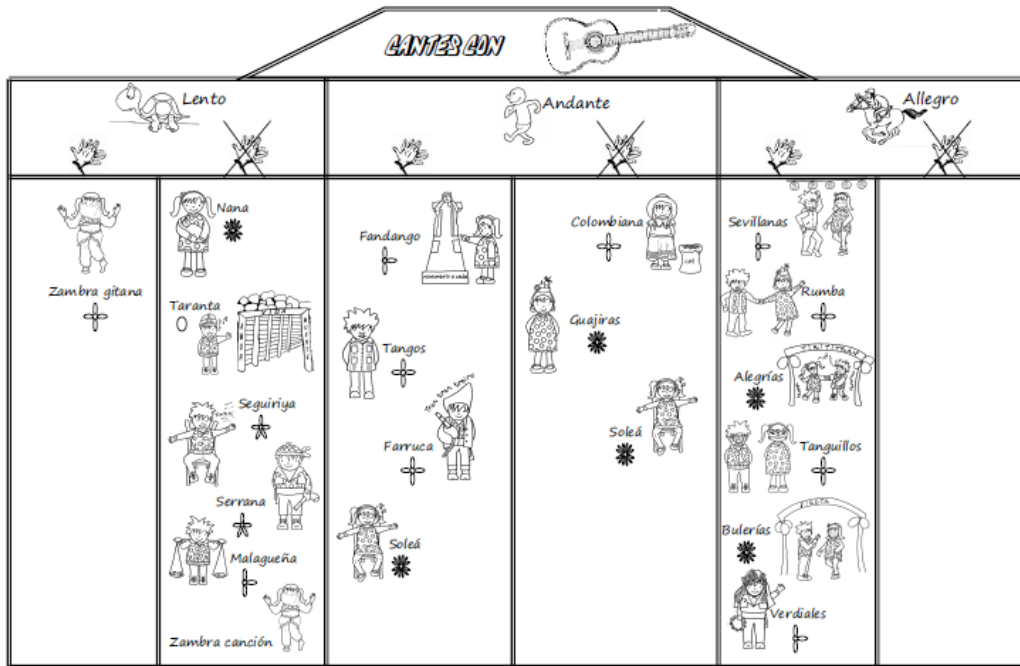 CANTES CON
Lento
Andante
Allegro
Zambra gitana
Nana
Taranta
Seguiriya
Serrana
Malagueña
Zambra canción
Fandango
Tangos
Farruca
Soleá
Colombiana
Guajiras
Soleá
Sevillanas
Rumba
Alegrías
Tanguillos
Bulerías
FIESTA
Verdiales